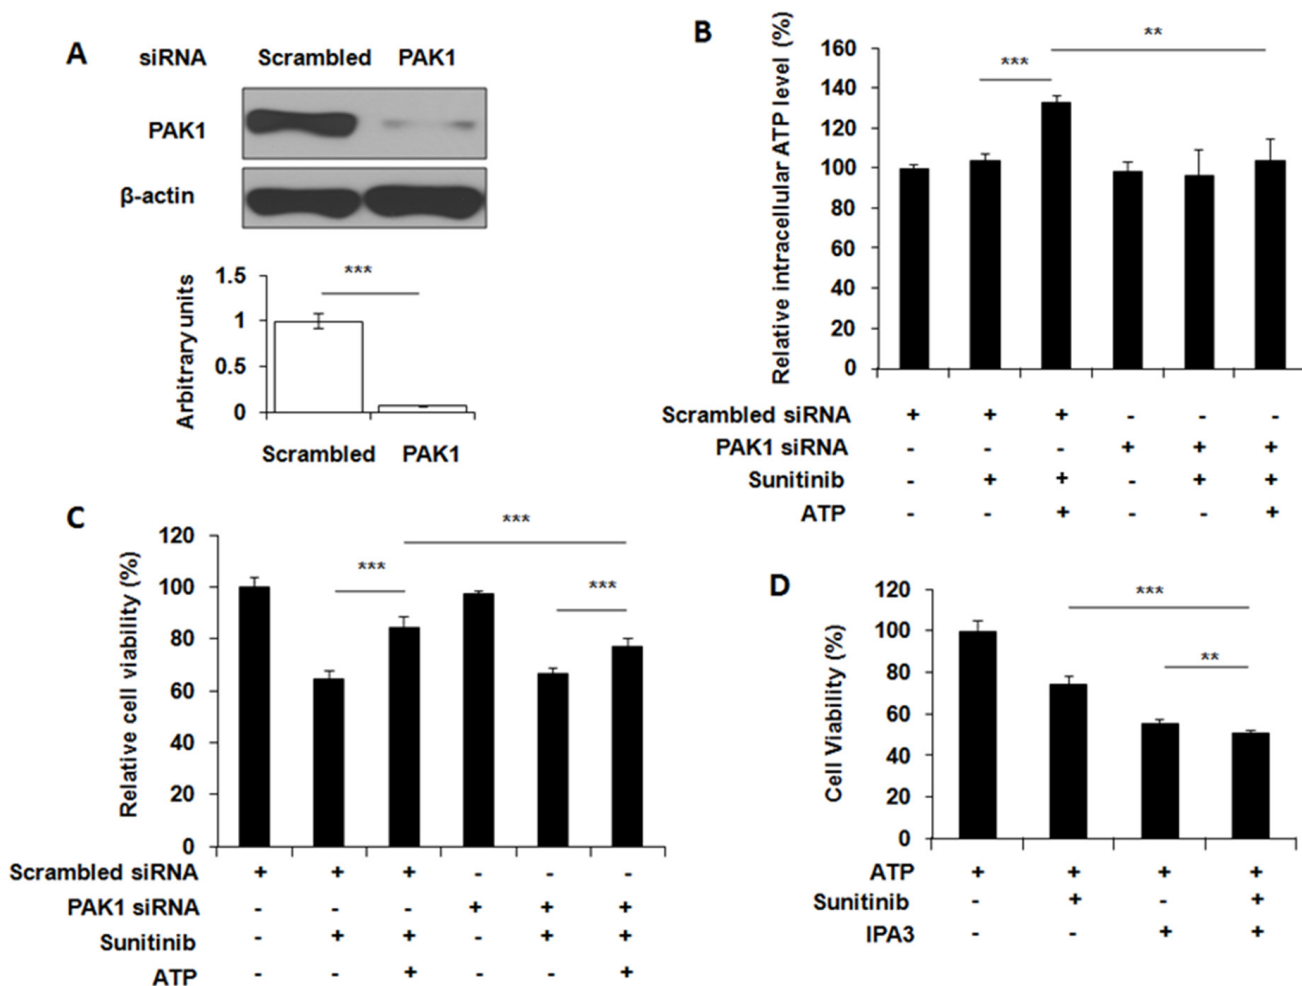 A
siRNA Scrambled PAK1
PAK1
β-actin
Arbitrary units
1.5
1
0.5
0
***
Scrambled PAK1
B
Relative intracellular ATP level (%)
160
140
120
100
80
60
40
20
0
***
**
Scrambled siRNA + + + - - -
PAK1 siRNA - - - + + +
Sunitinib - + + - + +
ATP - - + - - +
C
Relative cell viability (%)
120
100
80
60
40
20
0
***
***
***
Scrambled siRNA + + + - - -
PAK1 siRNA - - - + + +
Sunitinib - + + - + +
ATP - - + - - +
D
Cell Viability (%)
120
100
80
60
40
20
0
***
**
ATP + + + +
Sunitinib - + - +
IPA3 - - + +